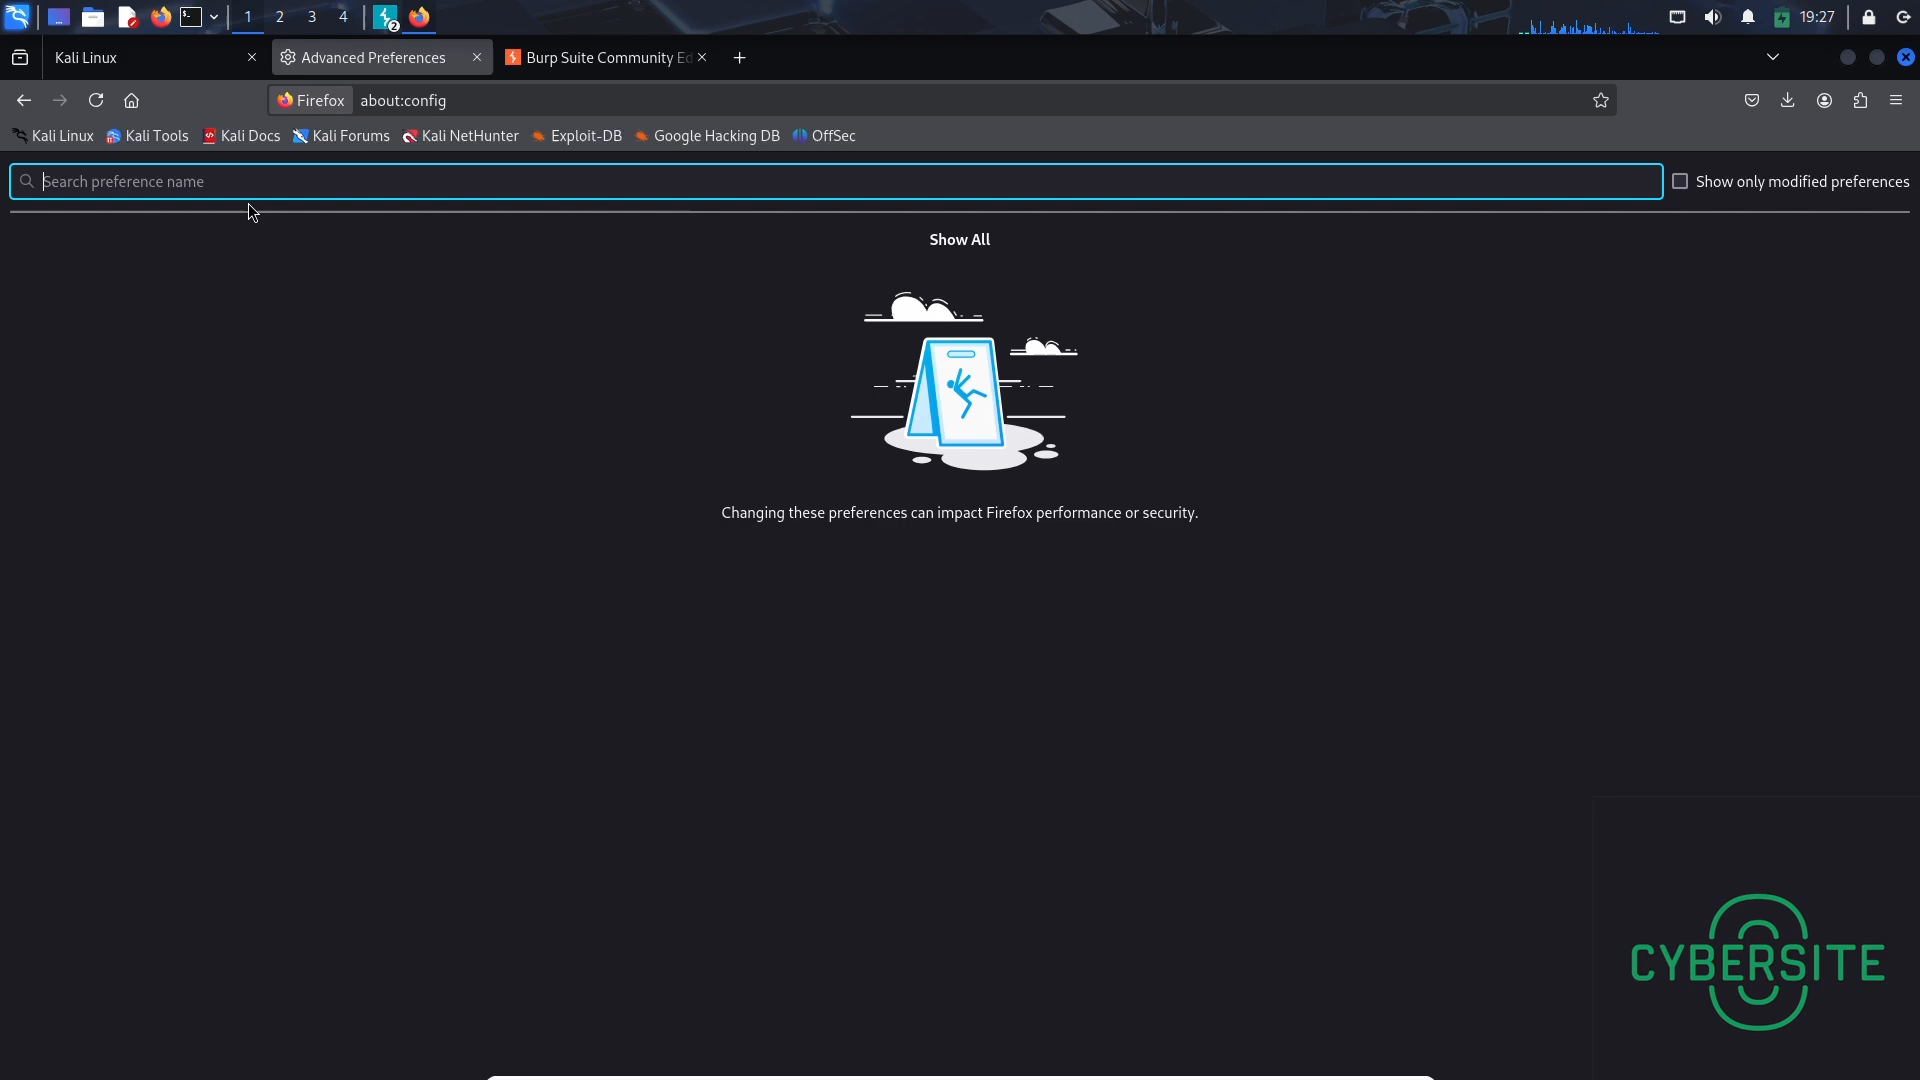 1 2 3 4 2 19:27
Kali Linux Advanced Preferences Burp Suite Community Ed
Firefox about:config
Kali Linux Kali Tools Kali Docs Kali Forums Kali NetHunter Exploit-DB Google Hacking DB OffSec
Search preference name Show only modified preferences
Show All
Changing these preferences can impact Firefox performance or security.
CYBERSITE